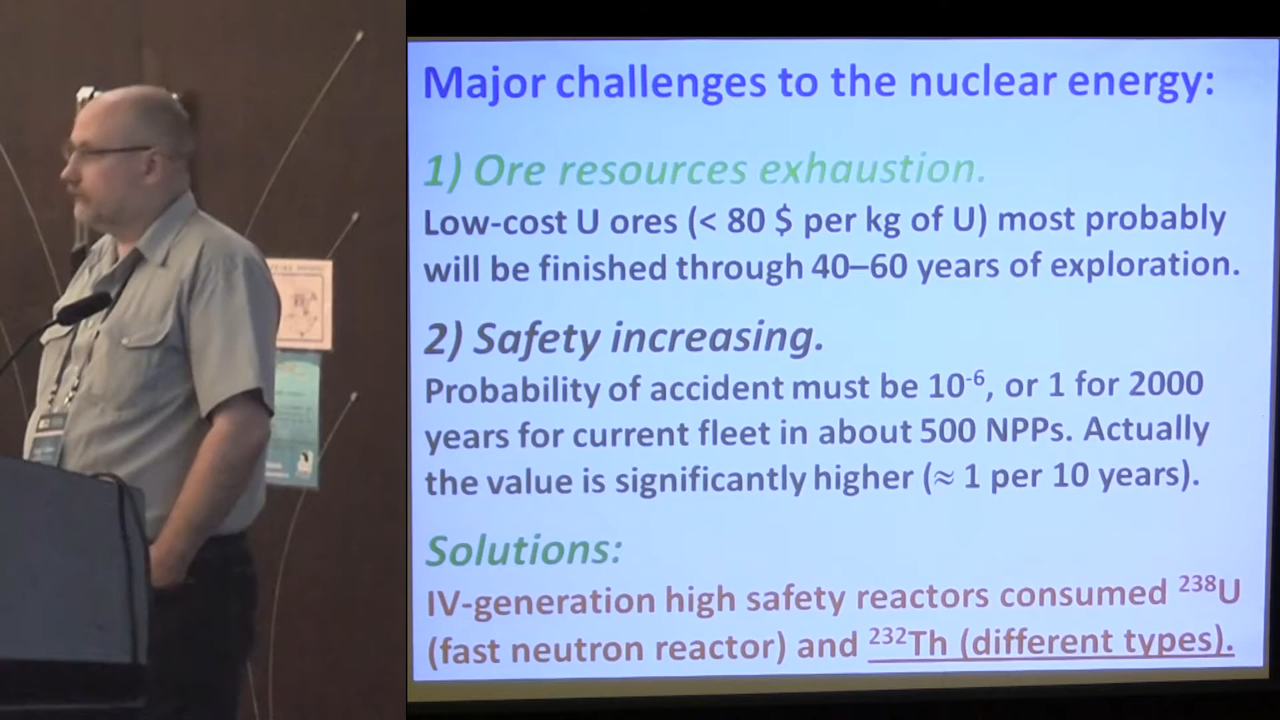 Major challenges to the nuclear energy:
1) Ore resources exhaustion.
Low-cost U ores (< 80 $ per kg of U) most probably
will be finished through 40–60 years of exploration.
2) Safety increasing.
Probability of accident must be 10⁻⁶, or 1 for 2000
years for current fleet in about 500 NPPs. Actually
the value is significantly higher (≈ 1 per 10 years).
Solutions:
IV-generation high safety reactors consumed ²³⁸U
(fast neutron reactor) and ²³²Th (different types).